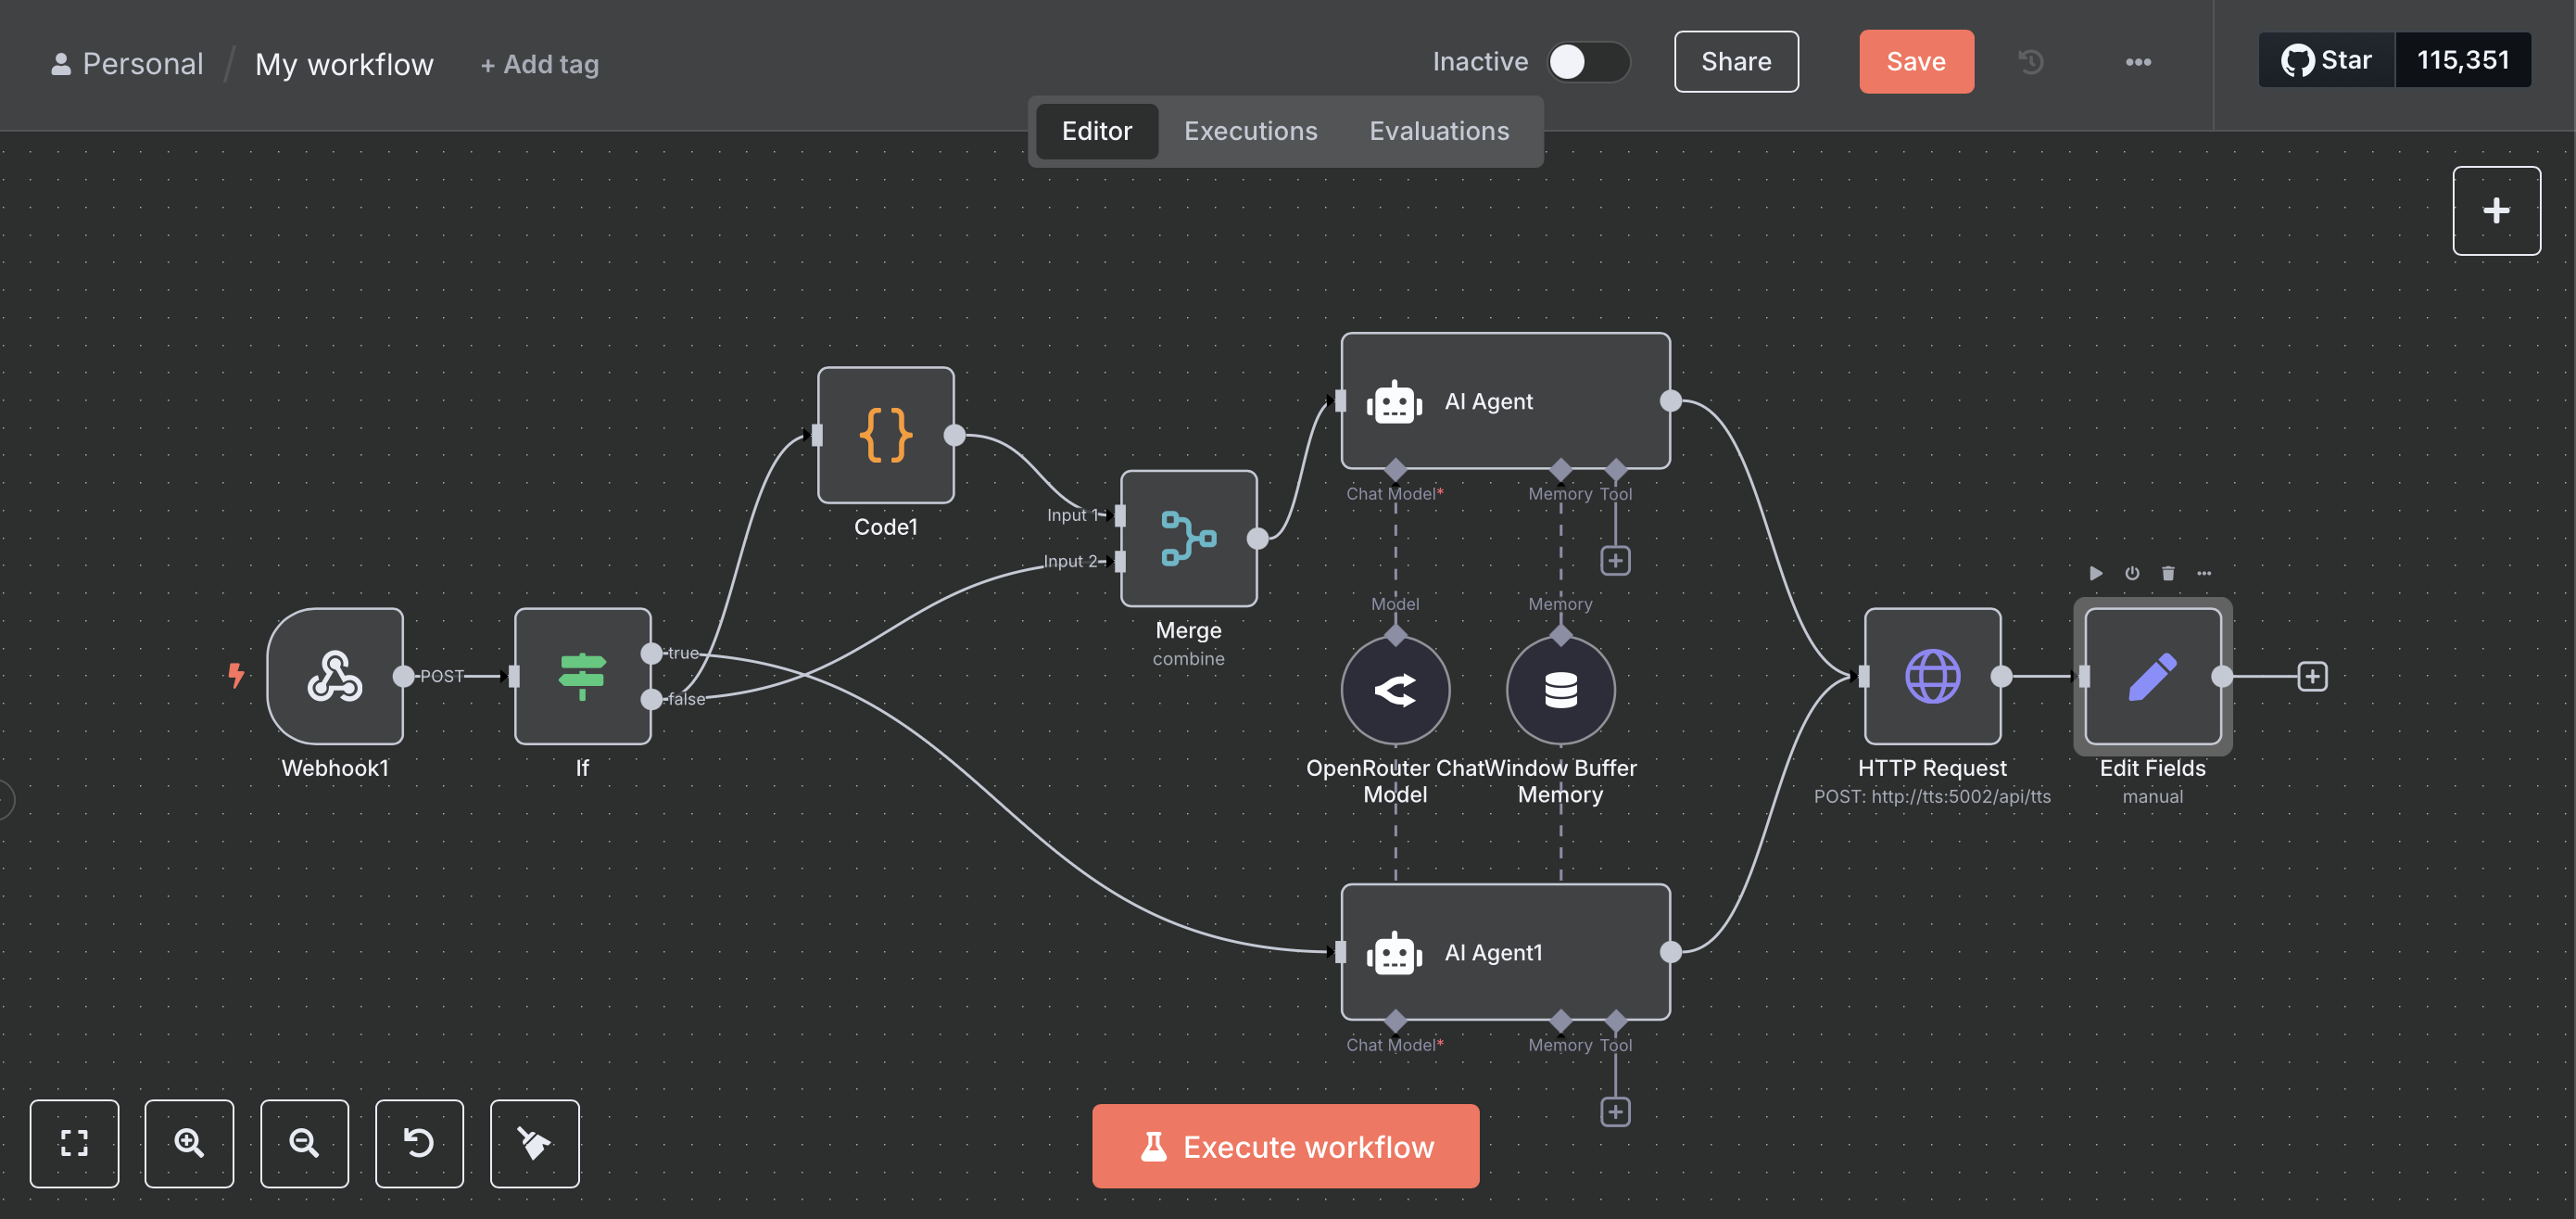 Personal / My workflow + Add tag
Inactive
Share
Save
Star 115,351
Editor Executions Evaluations
AI Agent
Chat Model*
Memory
Tool
Code1
Input 1
Input 2
Merge
combine
Model
Memory
POST
true
false
Webhook1
If
OpenRouter Chat
Model
Window Buffer
Memory
HTTP Request
POST: http://tts:5002/api/tts
Edit Fields
manual
AI Agent1
Chat Model*
Memory
Tool
Execute workflow